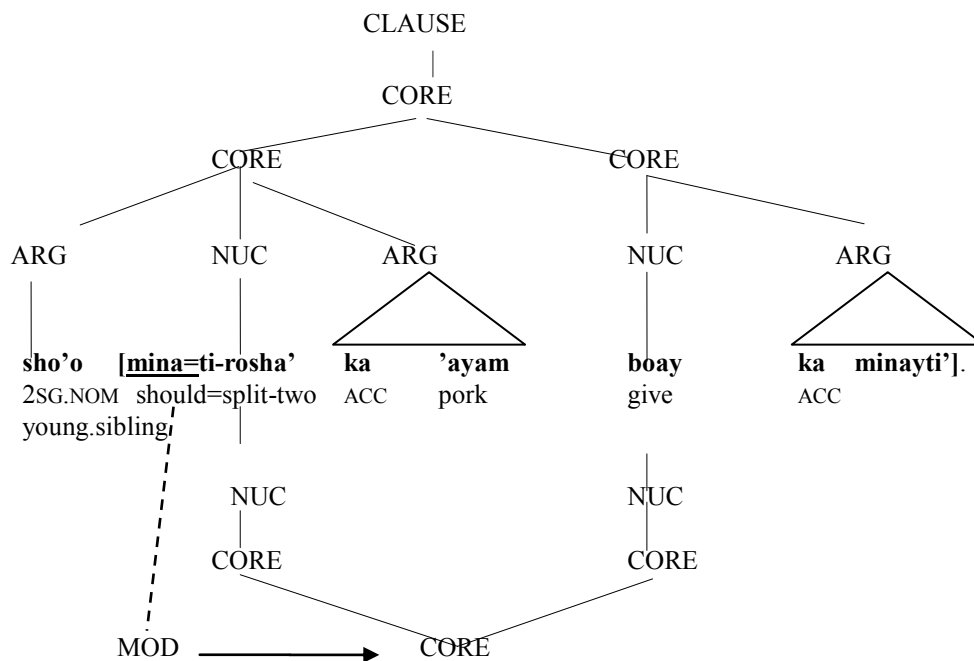 CLAUSE
CORE
CORE CORE
ARG NUC ARG NUC ARG
sho’o [mina=ti-rosha’ ka ’ayam boay ka minayti’].
2SG.NOM should=split-two ACC pork give ACC
young.sibling
NUC NUC
CORE CORE
MOD CORE